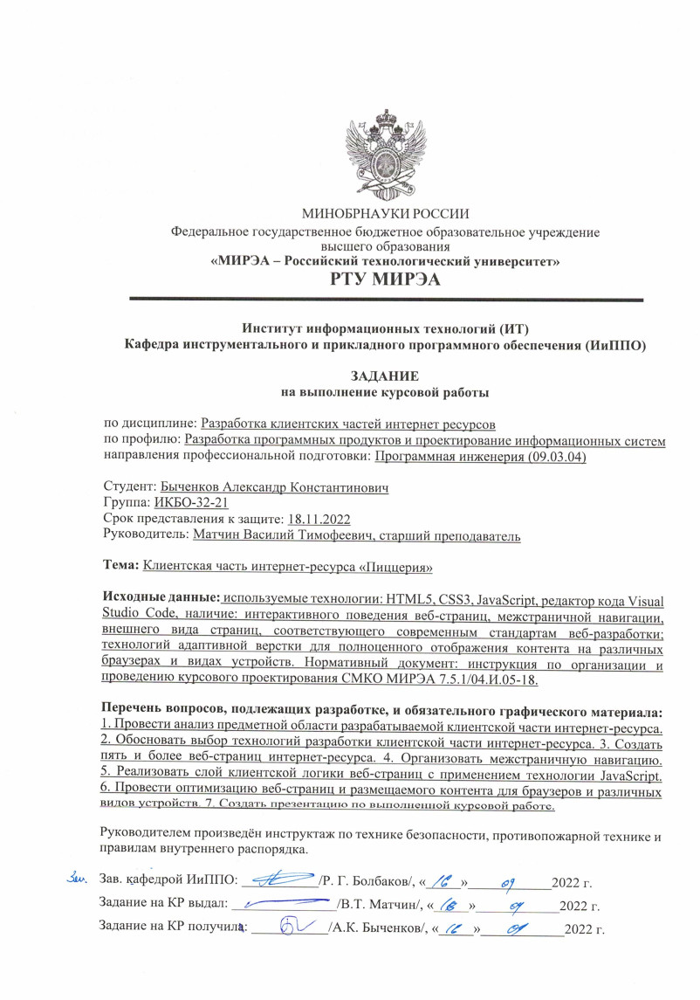 МИНОБРНАУКИ РОССИИ
Федеральное государственное бюджетное образовательное учреждение
высшего образования
«МИРЭА – Российский технологический университет»
РТУ МИРЭА
Институт информационных технологий (ИТ)
Кафедра инструментального и прикладного программного обеспечения (ИиППО)
ЗАДАНИЕ
на выполнение курсовой работы
по дисциплине: Разработка клиентских частей интернет ресурсов
по профилю: Разработка программных продуктов и проектирование информационных систем
направления профессиональной подготовки: Программная инженерия (09.03.04)
Студент: Быченков Александр Константинович
Группа: ИКБО-32-21
Срок представления к защите: 18.11.2022
Руководитель: Матчин Василий Тимофеевич, старший преподаватель
Тема: Клиентская часть интернет-ресурса «Пиццерия»
Исходные данные: используемые технологии: HTML5, CSS3, JavaScript, редактор кода Visual
Studio Code, наличие: интерактивного поведения веб-страниц, межстраничной навигации,
внешнего вида страниц, соответствующего современным стандартам веб-разработки;
технологий адаптивной верстки для полноценного отображения контента на различных
браузерах и видах устройств. Нормативный документ: инструкция по организации и
проведению курсового проектирования СМКО МИРЭА 7.5.1/04.И.05-18.
Перечень вопросов, подлежащих разработке, и обязательного графического материала:
1. Провести анализ предметной области разрабатываемой клиентской части интернет-ресурса.
2. Обосновать выбор технологий разработки клиентской части интернет-ресурса. 3. Создать
пять и более веб-страниц интернет-ресурса. 4. Организовать межстраничную навигацию.
5. Реализовать слой клиентской логики веб-страниц с применением технологии JavaScript.
6. Провести оптимизацию веб-страниц и размещаемого контента для браузеров и различных
видов устройств. 7. Создать презентацию по выполненной курсовой работе.
Руководителем произведён инструктаж по технике безопасности, противопожарной технике и
правилам внутреннего распорядка.
Зав. кафедрой ИиППО: /Р. Г. Болбаков/, «16» 09 2022 г.
Задание на КР выдал: /В.Т. Матчин/, «16» 09 2022 г.
Задание на КР получил: /А.К. Быченков/, «16» 09 2022 г.